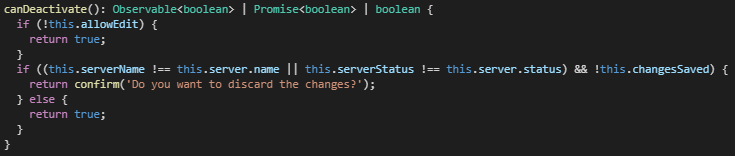 canDeactivate(): Observable<boolean> | Promise<boolean> | boolean {
  if (!this.allowEdit) {
    return true;
  }
  if ((this.serverName !== this.server.name || this.serverStatus !== this.server.status) && !this.changesSaved) {
    return confirm('Do you want to discard the changes?');
  } else {
    return true;
  }
}